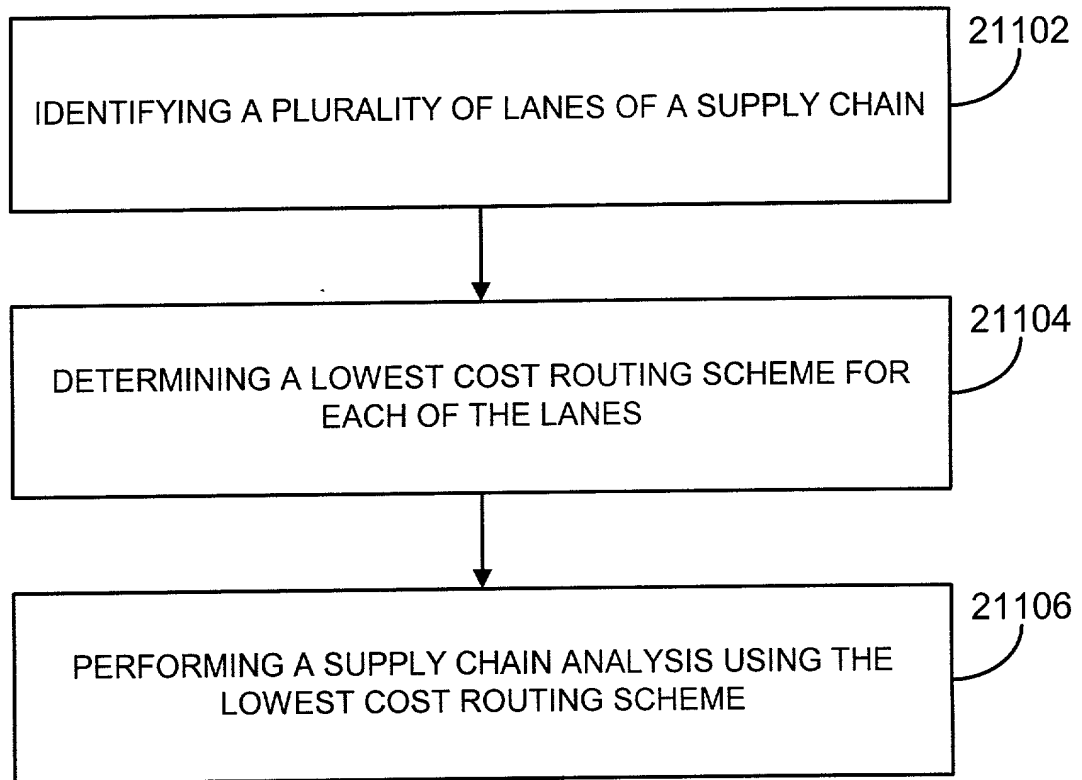 21102
IDENTIFYING A PLURALITY OF LANES OF A SUPPLY CHAIN
21104
DETERMINING A LOWEST COST ROUTING SCHEME FOR
EACH OF THE LANES
21106
PERFORMING A SUPPLY CHAIN ANALYSIS USING THE
LOWEST COST ROUTING SCHEME